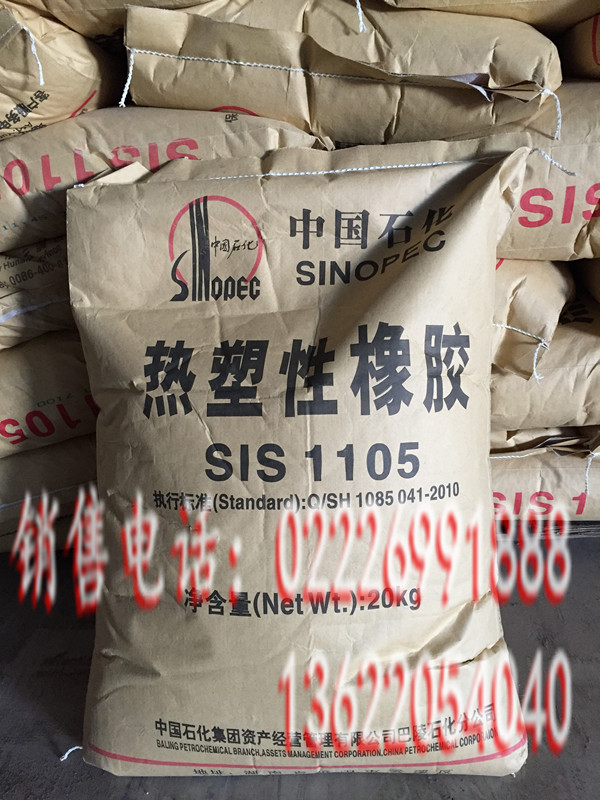 SIS 1105
SIS
中国石化
SINOPEC
中国石化
SINOPEC
热塑性橡胶
SIS 1105
执行标准(Standard):Q/SH 1085 041-2010
销售电话：02226991888
净含量(Net Wt.):20kg
13622054040
中国石化集团资产经营管理有限公司巴陵石化分公司
BALING PETROCHEMICAL BRANCH,ASSETS MANAGEMENT CORPORATION,CHINA PETROCHEMICAL CORPORAIO
1105
SIS 1